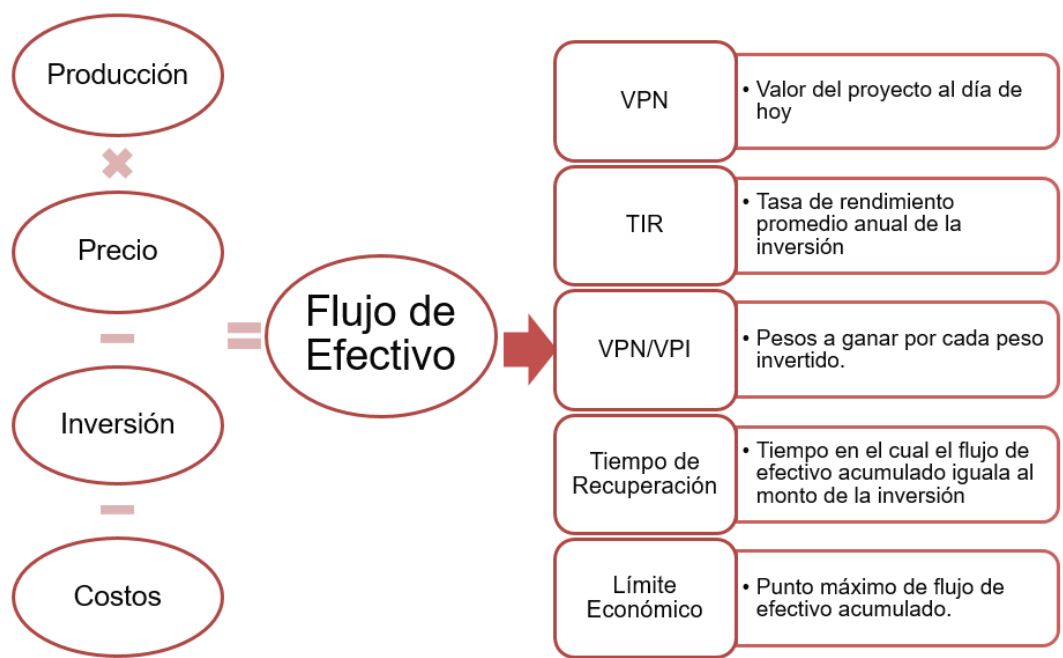 Producción
Precio
Inversión
Costos
Flujo de
Efectivo
VPN
• Valor del proyecto al día de
hoy
TIR
• Tasa de rendimiento
promedio anual de la
inversión
VPN/VPI
• Pesos a ganar por cada peso
invertido.
Tiempo de
Recuperación
• Tiempo en el cual el flujo de
efectivo acumulado iguala al
monto de la inversión
Límite
Económico
• Punto máximo de flujo de
efectivo acumulado.